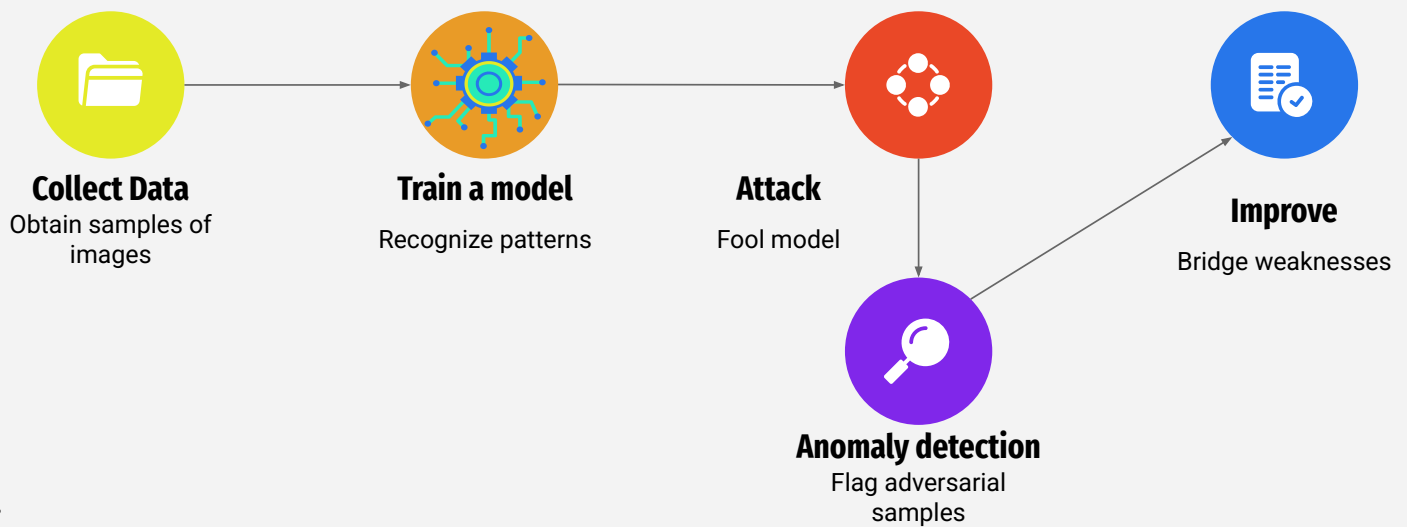 Collect Data
Obtain samples of
images
Train a model
Recognize patterns
Attack
Fool model
Anomaly detection
Flag adversarial
samples
Improve
Bridge weaknesses